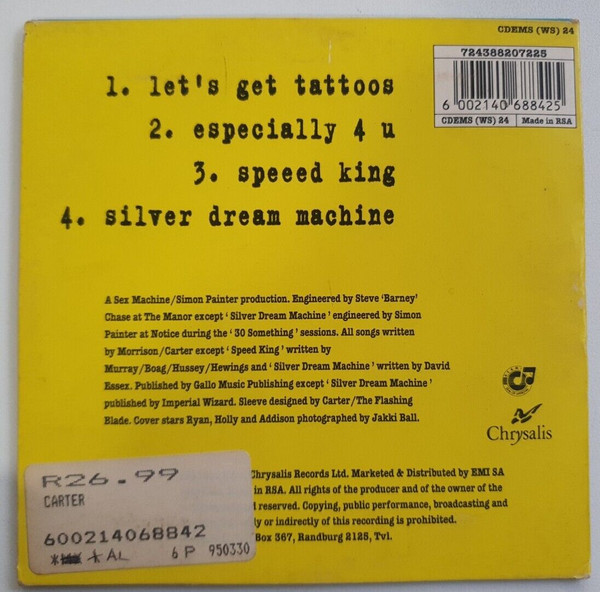 CDEMS (WS) 24
724388207225
6 002140 688425
CDEMS (WS) 24 Made in RSA
1. let's get tattoos
2. especially 4 u
3. speeed king
4. silver dream machine
A Sex Machine/Simon Painter production. Engineered by Steve 'Barney'
Chase at The Manor except ' Silver Dream Machine ' engineered by Simon
Painter at Notice during the ' 30 Something ' sessions. All songs written
by Morrison/Carter except ' Speed King ' written by
Murray/Boag/Hussey/Hewings and ' Silver Dream Machine ' written by David
Essex. Published by Gallo Music Publishing except ' Silver Dream Machine '
published by Imperial Wizard. Sleeve designed by Carter/The Flashing
Blade. Cover stars Ryan, Holly and Addison photographed by Jakki Ball.
Chrysalis
R26.99
CARTER
600214068842
AL 6 P 950330
Chrysalis Records Ltd. Marketed & Distributed by EMI SA
in RSA. All rights of the producer and of the owner of the
reserved. Copying, public performance, broadcasting and
or indirectly of this recording is prohibited.
Box 367, Randburg 2125, Tvl.